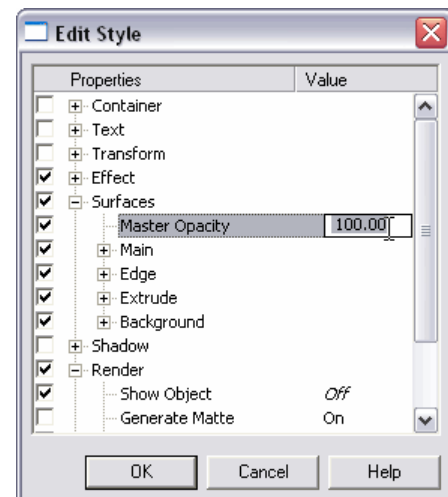 Edit Style
Properties Value
Container
Text
Transform
Effect
Surfaces
Master Opacity 100.00
Main
Edge
Extrude
Background
Shadow
Render
Show Object Off
Generate Matte On
OK Cancel Help